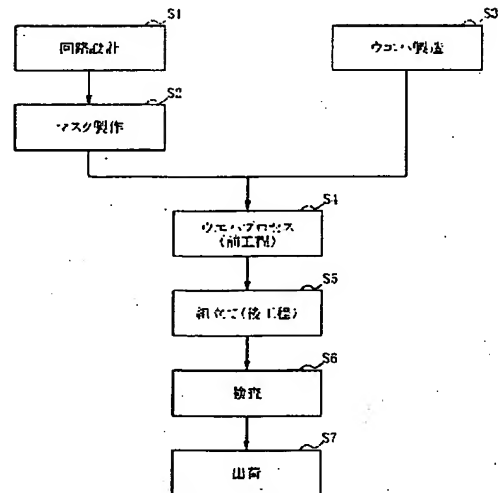 S1
回路設計
S3
ウエハ製造
S2
マスク製作
S4
ウエハプロセス
(前工程)
S5
組立て(後工程)
S6
検査
S7
出荷